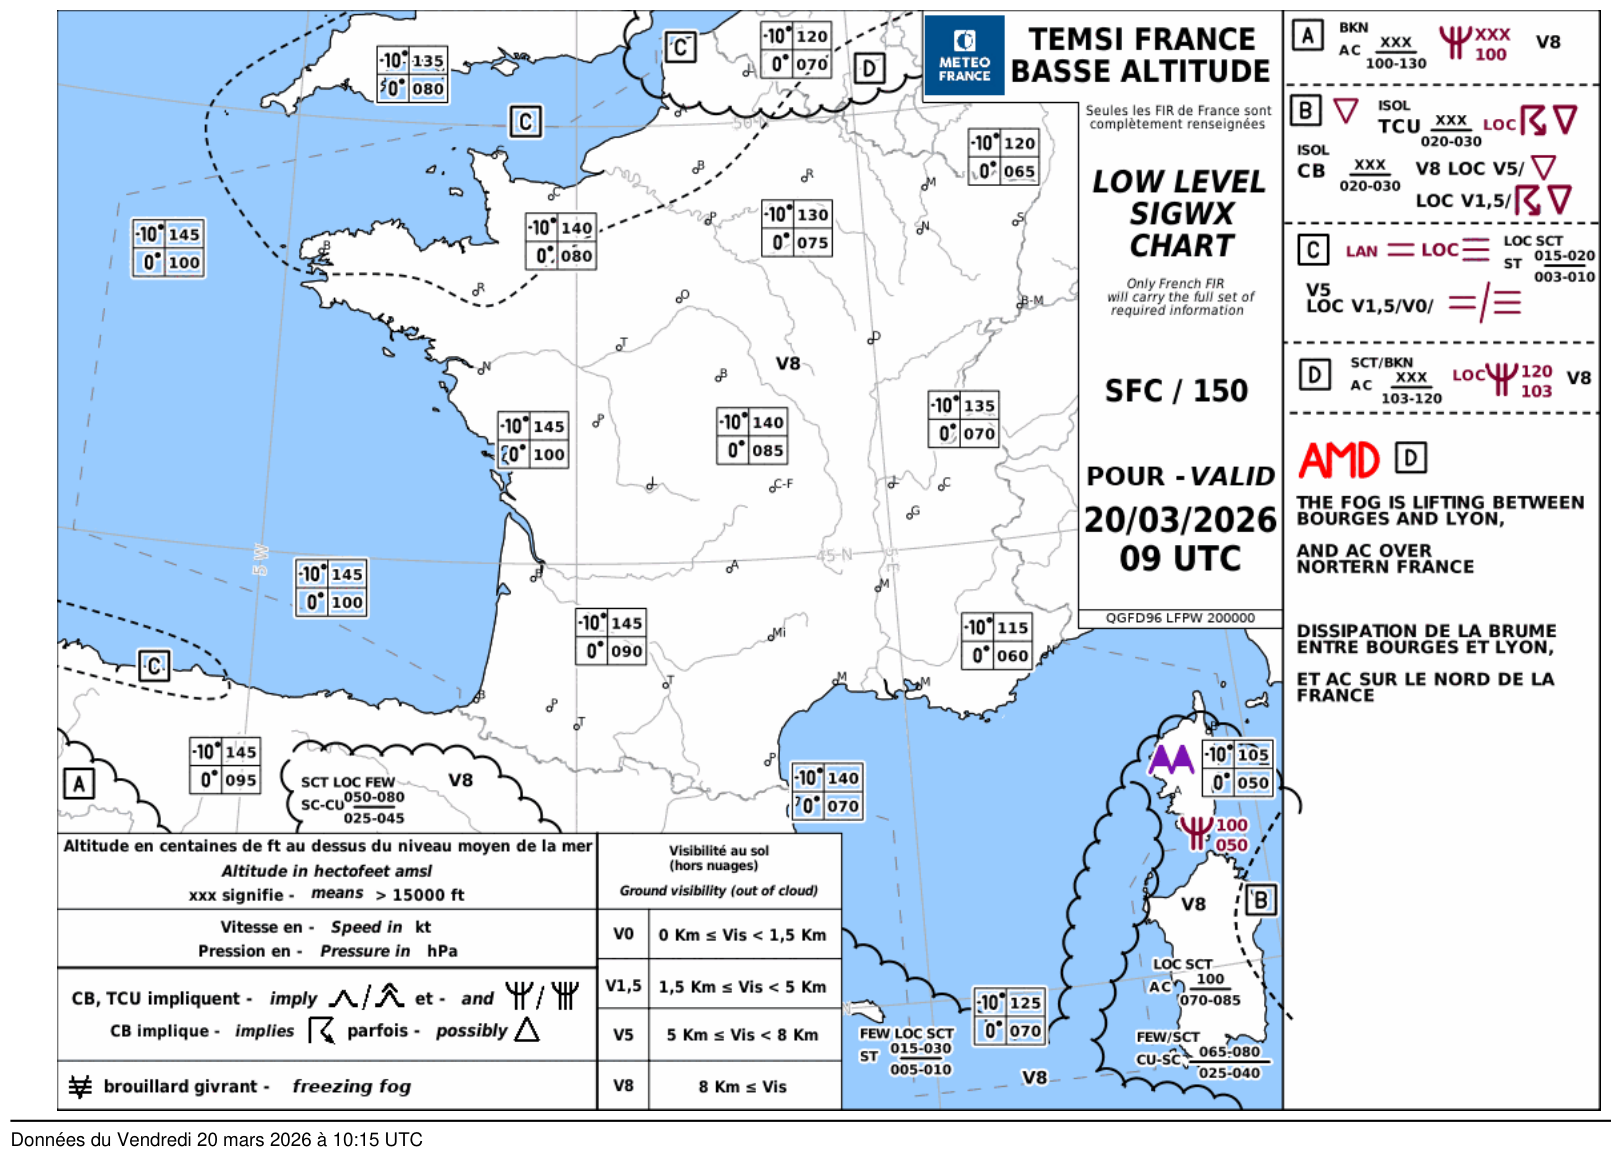 METEO
FRANCE
TEMSI FRANCE
BASSE ALTITUDE
Seules les FIR de France sont
complètement renseignées
LOW LEVEL
SIGWX
CHART
Only French FIR
will carry the full set of
required information
SFC / 150
POUR - VALID
20/03/2026
09 UTC
QGFD96 LFPW 200000
A
BKN
AC XXX
100-130
XXX
100
V8
B
ISOL
TCU XXX
020-030
LOC
ISOL
CB XXX
020-030
V8 LOC V5/
LOC V1,5/
C
LAN LOC
LOC SCT
ST 015-020
003-010
V5
LOC V1,5/V0/
D
SCT/BKN
AC XXX
103-120
LOC 120
103
V8
AMD D
THE FOG IS LIFTING BETWEEN
BOURGES AND LYON,
AND AC OVER
NORTERN FRANCE
DISSIPATION DE LA BRUME
ENTRE BOURGES ET LYON,
ET AC SUR LE NORD DE LA
FRANCE
-10° 135
0° 080
C
-10° 120
0° 070
D
C
L
A
50 N
-10° 120
0° 065
C
C
B
R
M
-10° 145
0° 100
B
-10° 140
0° 080
P
-10° 130
0° 075
N
S
R
O
B-M
T
D
N
V8
B
P
-10° 145
0° 100
-10° 140
0° 085
-10° 135
0° 070
L
C-F
L
C
G
5 W
45 N
5 E
B
A
M
-10° 145
0° 100
-10° 145
0° 090
Mi
-10° 115
0° 060
N
C
B
P
T
T
M
M
P
A
-10° 145
0° 095
SCT LOC FEW
SC-CU 050-080
025-045
V8
-10° 140
0° 070
B
-10° 105
0° 050
A
100
050
V8
B
LOC SCT
AC 100
070-085
FEW/SCT
CU-SC 065-080
025-040
-10° 125
0° 070
FEW LOC SCT
ST 015-030
005-010
V8
Altitude en centaines de ft au dessus du niveau moyen de la mer
Altitude in hectofeet amsl
xxx signifie - means > 15000 ft
Vitesse en - Speed in kt
Pression en - Pressure in hPa
CB, TCU impliquent - imply / et - and /
CB implique - implies parfois - possibly
brouillard givrant - freezing fog
Visibilité au sol
(hors nuages)
Ground visibility (out of cloud)
V0 0 Km ≤ Vis < 1,5 Km
V1,5 1,5 Km ≤ Vis < 5 Km
V5 5 Km ≤ Vis < 8 Km
V8 8 Km ≤ Vis
Données du Vendredi 20 mars 2026 à 10:15 UTC